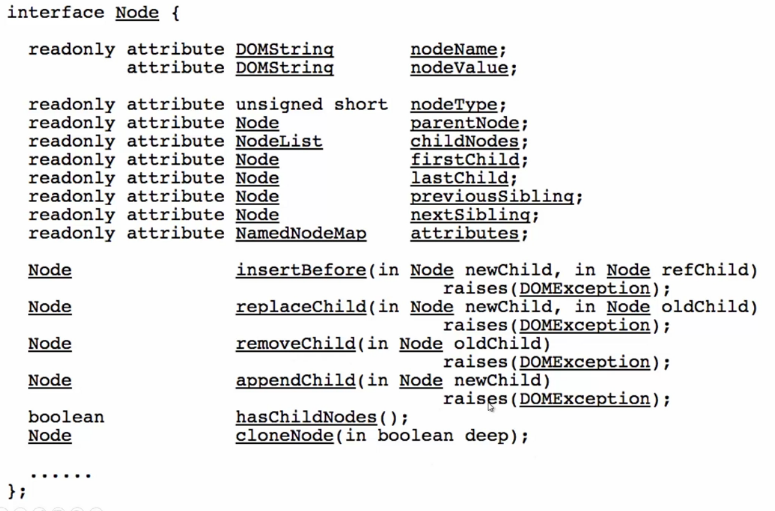 interface Node {
readonly attribute DOMString nodeName;
attribute DOMString nodeValue;
readonly attribute unsigned short nodeType;
readonly attribute Node parentNode;
readonly attribute NodeList childNodes;
readonly attribute Node firstChild;
readonly attribute Node lastChild;
readonly attribute Node previousSibling;
readonly attribute Node nextSibling;
readonly attribute NamedNodeMap attributes;
Node insertBefore(in Node newChild, in Node refChild)
raises(DOMException);
Node replaceChild(in Node newChild, in Node oldChild)
raises(DOMException);
Node removeChild(in Node oldChild)
raises(DOMException);
Node appendChild(in Node newChild)
raises(DOMException);
boolean hasChildNodes();
Node cloneNode(in boolean deep);
......
};